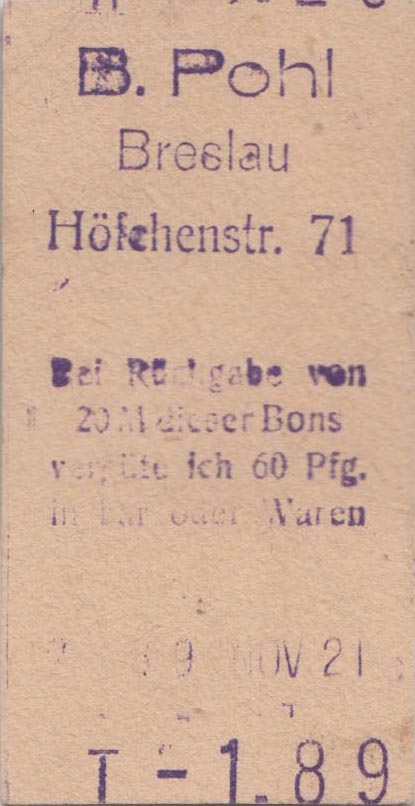 B. Pohl
Breslau
Höfchenstr. 71
Bei Rückgabe von
20 M dieser Bons
vergüte ich 60 Pfg.
in bar oder Waren
9 NOV. 21
T - 1.89